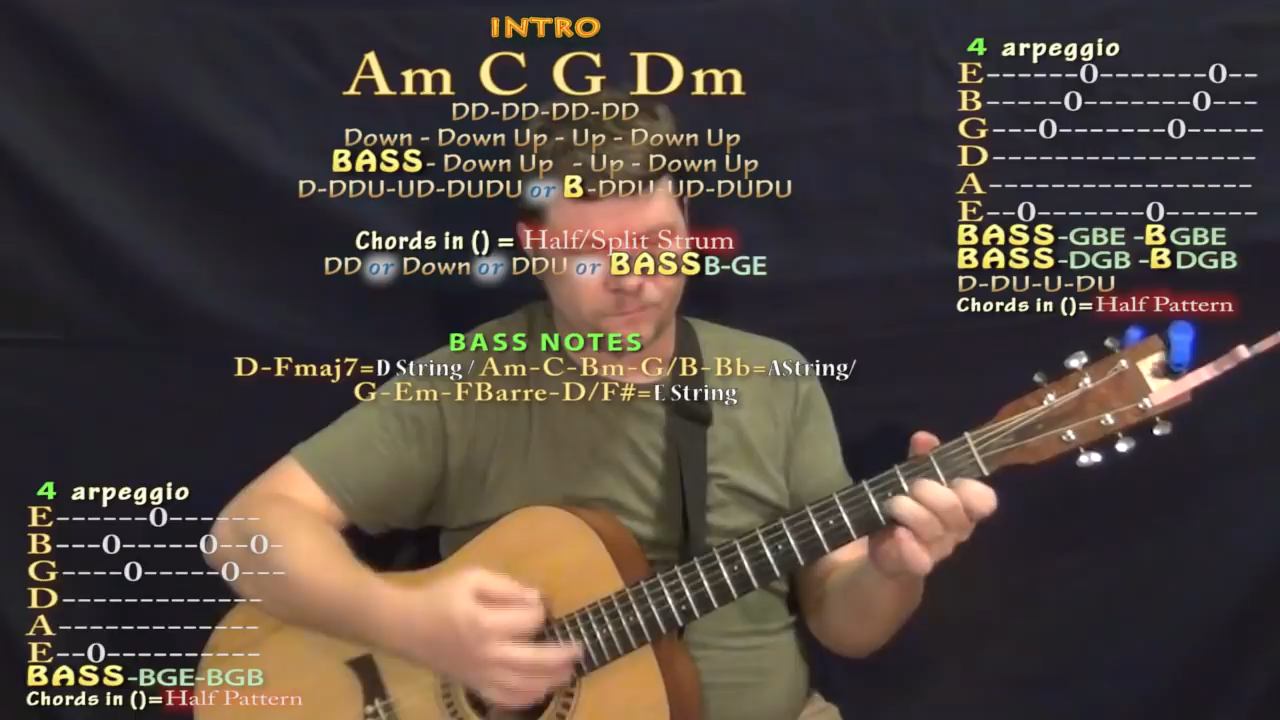 INTRO
Am C G Dm
DD-DD-DD-DD
Down - Down Up - Up - Down Up
BASS - Down Up - Up - Down Up
D-DDU-UD-DUDU or B-DDU-UD-DUDU
Chords in () = Half/Split Strum
DD or Down or DDU or BASSB-GE
BASS NOTES
D-Fmaj7=D String / Am-C-Bm-G/B-Bb=AString/
G-Em-FBarre-D/F#=E String
4 arpeggio
E------0-------0--
B-----0-------0---
G---0-------0-----
D----------------
A----------------
E--0-------0------
BASS-GBE -BGBE
BASS-DGB -BDGB
D-DU-U-DU
Chords in ()=Half Pattern
4 arpeggio
E------0------
B---0-----0--0-
G----0-----0---
D-------------
A-------------
E--0----------
BASS-BGE-BGB
Chords in ()=Half Pattern